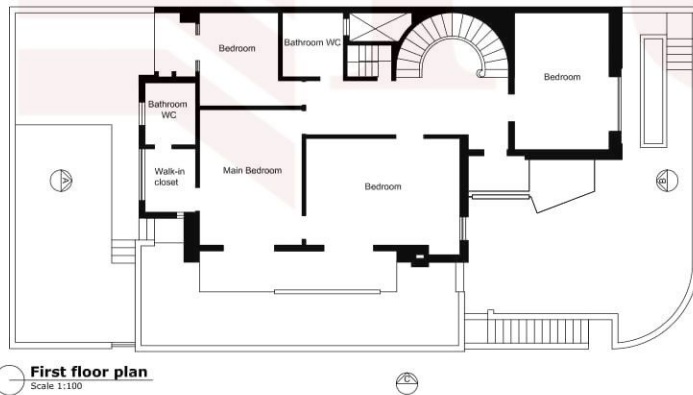 Bedroom
Bathroom WC
Bedroom
Bathroom
WC
Walk-in
closet
Main Bedroom
Bedroom
A
B
C
First floor plan
Scale 1:100